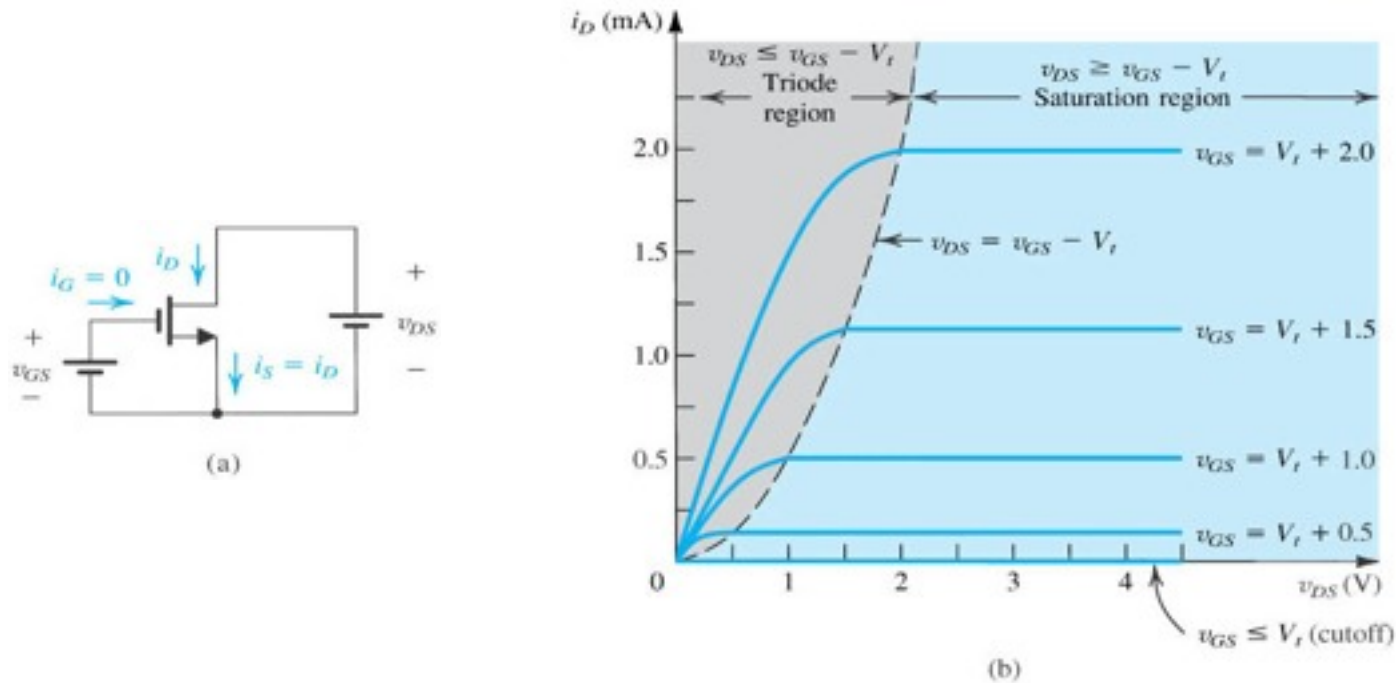 i_D
i_G = 0
+
v_GS
−
i_S = i_D
+
v_DS
−
(a)
i_D (mA)
v_DS ≤ v_GS − V_t
Triode
region
v_DS ≥ v_GS − V_t
Saturation region
2.0
1.5
1.0
0.5
0
v_GS = V_t + 2.0
v_DS = v_GS − V_t
v_GS = V_t + 1.5
v_GS = V_t + 1.0
v_GS = V_t + 0.5
1 2 3 4
v_DS (V)
v_GS ≤ V_t (cutoff)
(b)